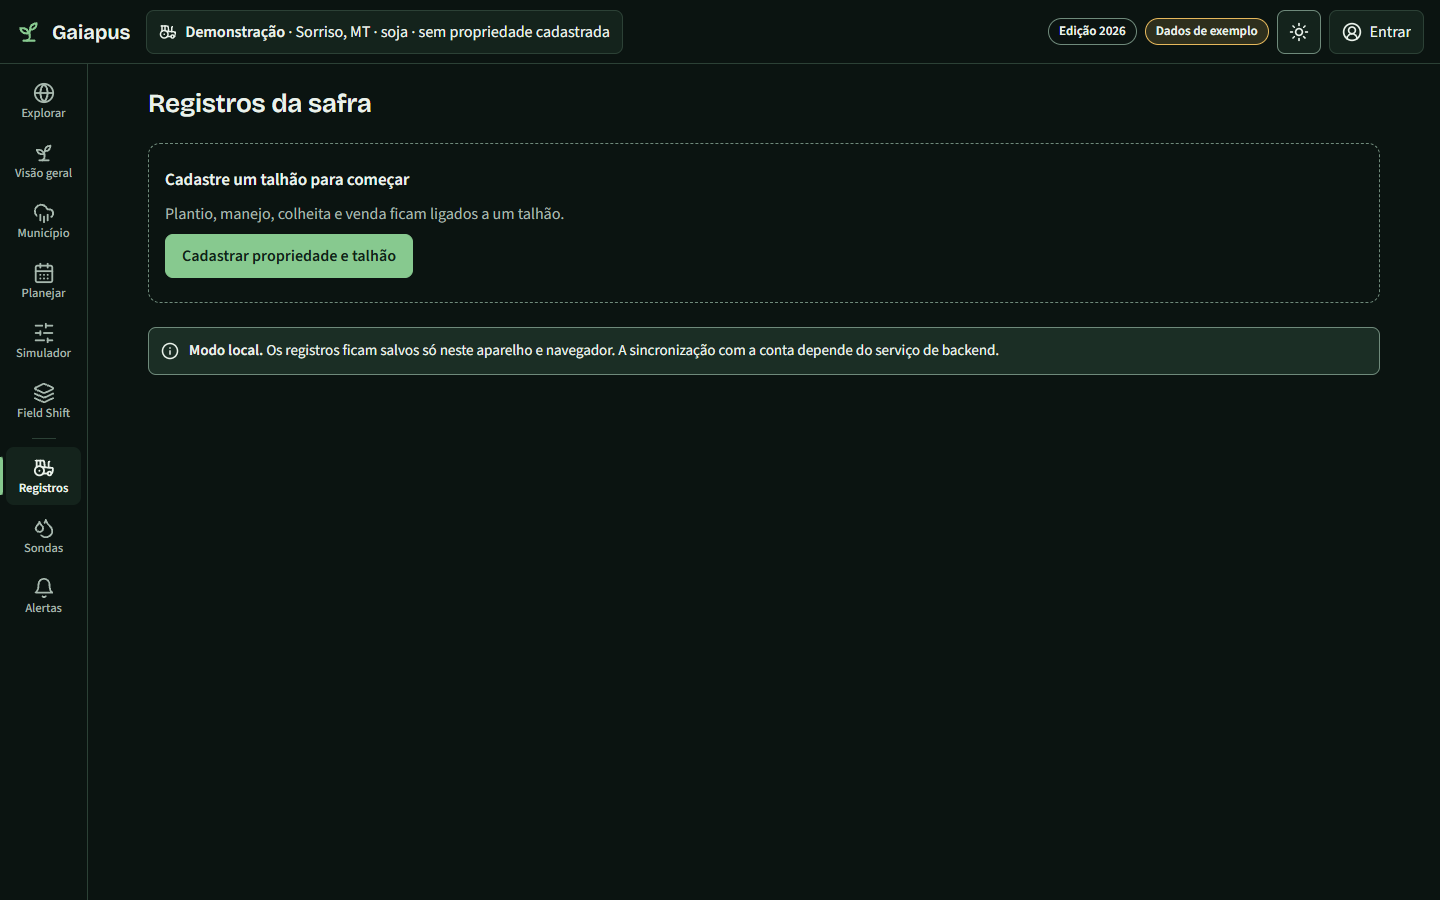 Gaiapus
Demonstração · Sorriso, MT · soja · sem propriedade cadastrada
Edição 2026
Dados de exemplo
Entrar
Explorar
Visão geral
Município
Planejar
Simulador
Field Shift
Registros
Sondas
Alertas
Registros da safra
Cadastre um talhão para começar
Plantio, manejo, colheita e venda ficam ligados a um talhão.
Cadastrar propriedade e talhão
Modo local. Os registros ficam salvos só neste aparelho e navegador. A sincronização com a conta depende do serviço de backend.